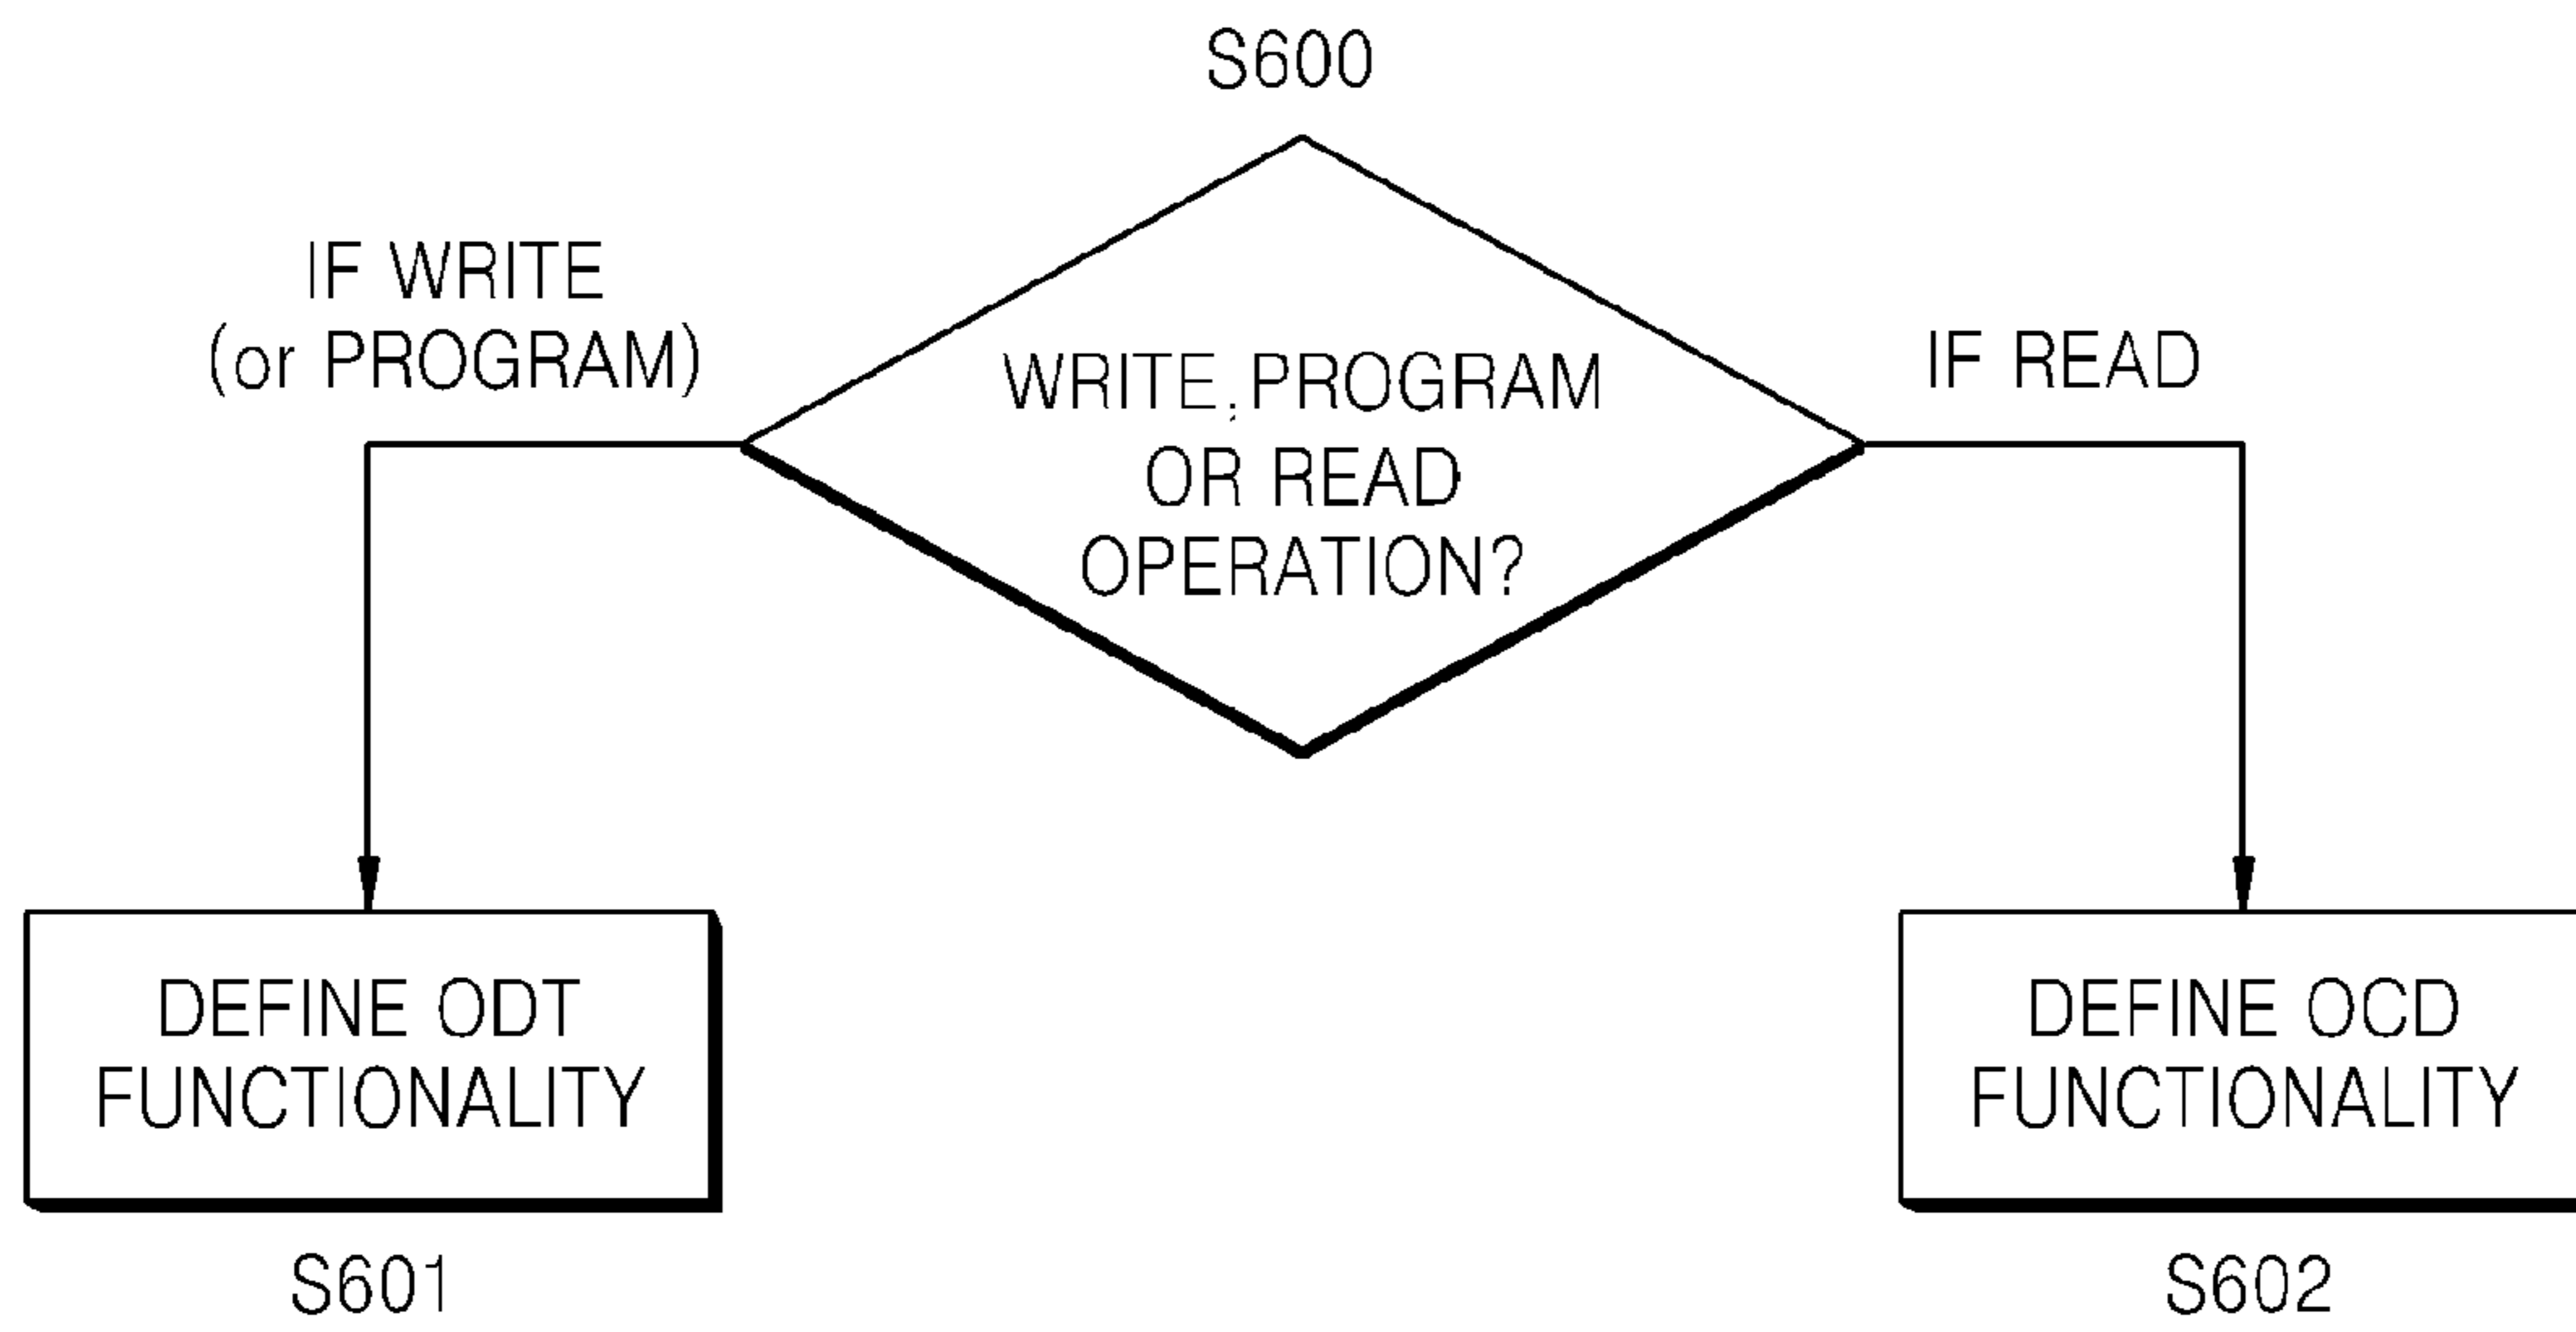 S600
IF WRITE
(or PROGRAM)
WRITE, PROGRAM
OR READ
OPERATION?
IF READ
DEFINE ODT
FUNCTIONALITY
S601
DEFINE OCD
FUNCTIONALITY
S602